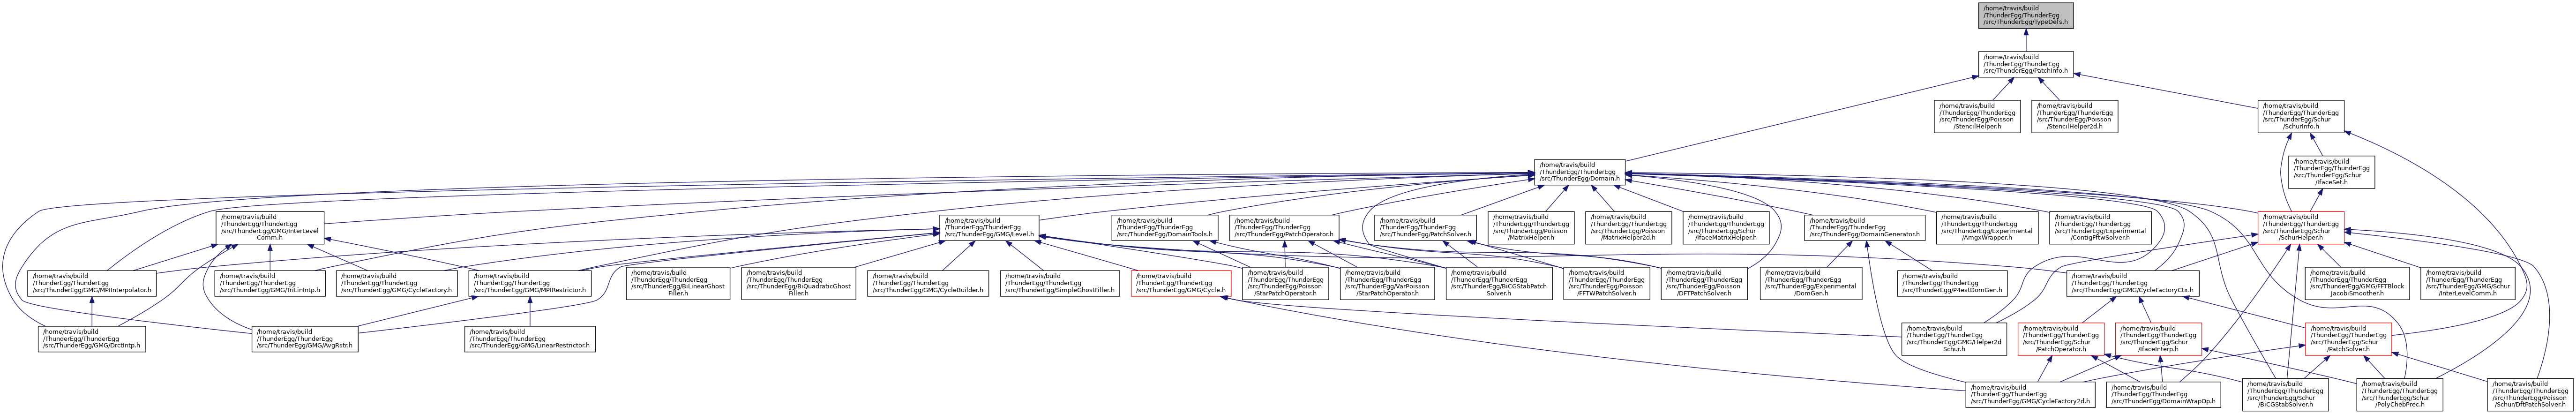 /home/travis/build
/ThunderEgg/ThunderEgg
/src/ThunderEgg/TypeDefs.h
/home/travis/build
/ThunderEgg/ThunderEgg
/src/ThunderEgg/PatchInfo.h
/home/travis/build
/ThunderEgg/ThunderEgg
/src/ThunderEgg/Poisson
/StencilHelper.h
/home/travis/build
/ThunderEgg/ThunderEgg
/src/ThunderEgg/Poisson
/StencilHelper2d.h
/home/travis/build
/ThunderEgg/ThunderEgg
/src/ThunderEgg/Schur
/SchurInfo.h
/home/travis/build
/ThunderEgg/ThunderEgg
/src/ThunderEgg/Domain.h
/home/travis/build
/ThunderEgg/ThunderEgg
/src/ThunderEgg/Schur
/IfaceSet.h
/home/travis/build
/ThunderEgg/ThunderEgg
/src/ThunderEgg/GMG/InterLevel
Comm.h
/home/travis/build
/ThunderEgg/ThunderEgg
/src/ThunderEgg/GMG/Level.h
/home/travis/build
/ThunderEgg/ThunderEgg
/src/ThunderEgg/DomainTools.h
/home/travis/build
/ThunderEgg/ThunderEgg
/src/ThunderEgg/PatchOperator.h
/home/travis/build
/ThunderEgg/ThunderEgg
/src/ThunderEgg/PatchSolver.h
/home/travis/build
/ThunderEgg/ThunderEgg
/src/ThunderEgg/Poisson
/MatrixHelper.h
/home/travis/build
/ThunderEgg/ThunderEgg
/src/ThunderEgg/Poisson
/MatrixHelper2d.h
/home/travis/build
/ThunderEgg/ThunderEgg
/src/ThunderEgg/Schur
/IfaceMatrixHelper.h
/home/travis/build
/ThunderEgg/ThunderEgg
/src/ThunderEgg/DomainGenerator.h
/home/travis/build
/ThunderEgg/ThunderEgg
/src/ThunderEgg/Experimental
/AmgxWrapper.h
/home/travis/build
/ThunderEgg/ThunderEgg
/src/ThunderEgg/Experimental
/ContigFftwSolver.h
/home/travis/build
/ThunderEgg/ThunderEgg
/src/ThunderEgg/Schur
/SchurHelper.h
/home/travis/build
/ThunderEgg/ThunderEgg
/src/ThunderEgg/GMG/MPIInterpolator.h
/home/travis/build
/ThunderEgg/ThunderEgg
/src/ThunderEgg/GMG/TriLinIntp.h
/home/travis/build
/ThunderEgg/ThunderEgg
/src/ThunderEgg/GMG/CycleFactory.h
/home/travis/build
/ThunderEgg/ThunderEgg
/src/ThunderEgg/GMG/MPIRestrictor.h
/home/travis/build
/ThunderEgg/ThunderEgg
/src/ThunderEgg/BiLinearGhost
Filler.h
/home/travis/build
/ThunderEgg/ThunderEgg
/src/ThunderEgg/BiQuadraticGhost
Filler.h
/home/travis/build
/ThunderEgg/ThunderEgg
/src/ThunderEgg/GMG/CycleBuilder.h
/home/travis/build
/ThunderEgg/ThunderEgg
/src/ThunderEgg/SimpleGhostFiller.h
/home/travis/build
/ThunderEgg/ThunderEgg
/src/ThunderEgg/GMG/Cycle.h
/home/travis/build
/ThunderEgg/ThunderEgg
/src/ThunderEgg/Poisson
/StarPatchOperator.h
/home/travis/build
/ThunderEgg/ThunderEgg
/src/ThunderEgg/VarPoisson
/StarPatchOperator.h
/home/travis/build
/ThunderEgg/ThunderEgg
/src/ThunderEgg/BiCGStabPatch
Solver.h
/home/travis/build
/ThunderEgg/ThunderEgg
/src/ThunderEgg/Poisson
/FFTWPatchSolver.h
/home/travis/build
/ThunderEgg/ThunderEgg
/src/ThunderEgg/Poisson
/DFTPatchSolver.h
/home/travis/build
/ThunderEgg/ThunderEgg
/src/ThunderEgg/Experimental
/DomGen.h
/home/travis/build
/ThunderEgg/ThunderEgg
/src/ThunderEgg/P4estDomGen.h
/home/travis/build
/ThunderEgg/ThunderEgg
/src/ThunderEgg/GMG/CycleFactoryCtx.h
/home/travis/build
/ThunderEgg/ThunderEgg
/src/ThunderEgg/GMG/FFTBlock
JacobiSmoother.h
/home/travis/build
/ThunderEgg/ThunderEgg
/src/ThunderEgg/GMG/Schur
/InterLevelComm.h
/home/travis/build
/ThunderEgg/ThunderEgg
/src/ThunderEgg/GMG/DrctIntp.h
/home/travis/build
/ThunderEgg/ThunderEgg
/src/ThunderEgg/GMG/AvgRstr.h
/home/travis/build
/ThunderEgg/ThunderEgg
/src/ThunderEgg/GMG/LinearRestrictor.h
/home/travis/build
/ThunderEgg/ThunderEgg
/src/ThunderEgg/GMG/Helper2d
Schur.h
/home/travis/build
/ThunderEgg/ThunderEgg
/src/ThunderEgg/Schur
/PatchOperator.h
/home/travis/build
/ThunderEgg/ThunderEgg
/src/ThunderEgg/Schur
/IfaceInterp.h
/home/travis/build
/ThunderEgg/ThunderEgg
/src/ThunderEgg/Schur
/PatchSolver.h
/home/travis/build
/ThunderEgg/ThunderEgg
/src/ThunderEgg/GMG/CycleFactory2d.h
/home/travis/build
/ThunderEgg/ThunderEgg
/src/ThunderEgg/DomainWrapOp.h
/home/travis/build
/ThunderEgg/ThunderEgg
/src/ThunderEgg/Schur
/BiCGStabSolver.h
/home/travis/build
/ThunderEgg/ThunderEgg
/src/ThunderEgg/Schur
/PolyChebPrec.h
/home/travis/build
/ThunderEgg/ThunderEgg
/src/ThunderEgg/Poisson
/Schur/DftPatchSolver.h